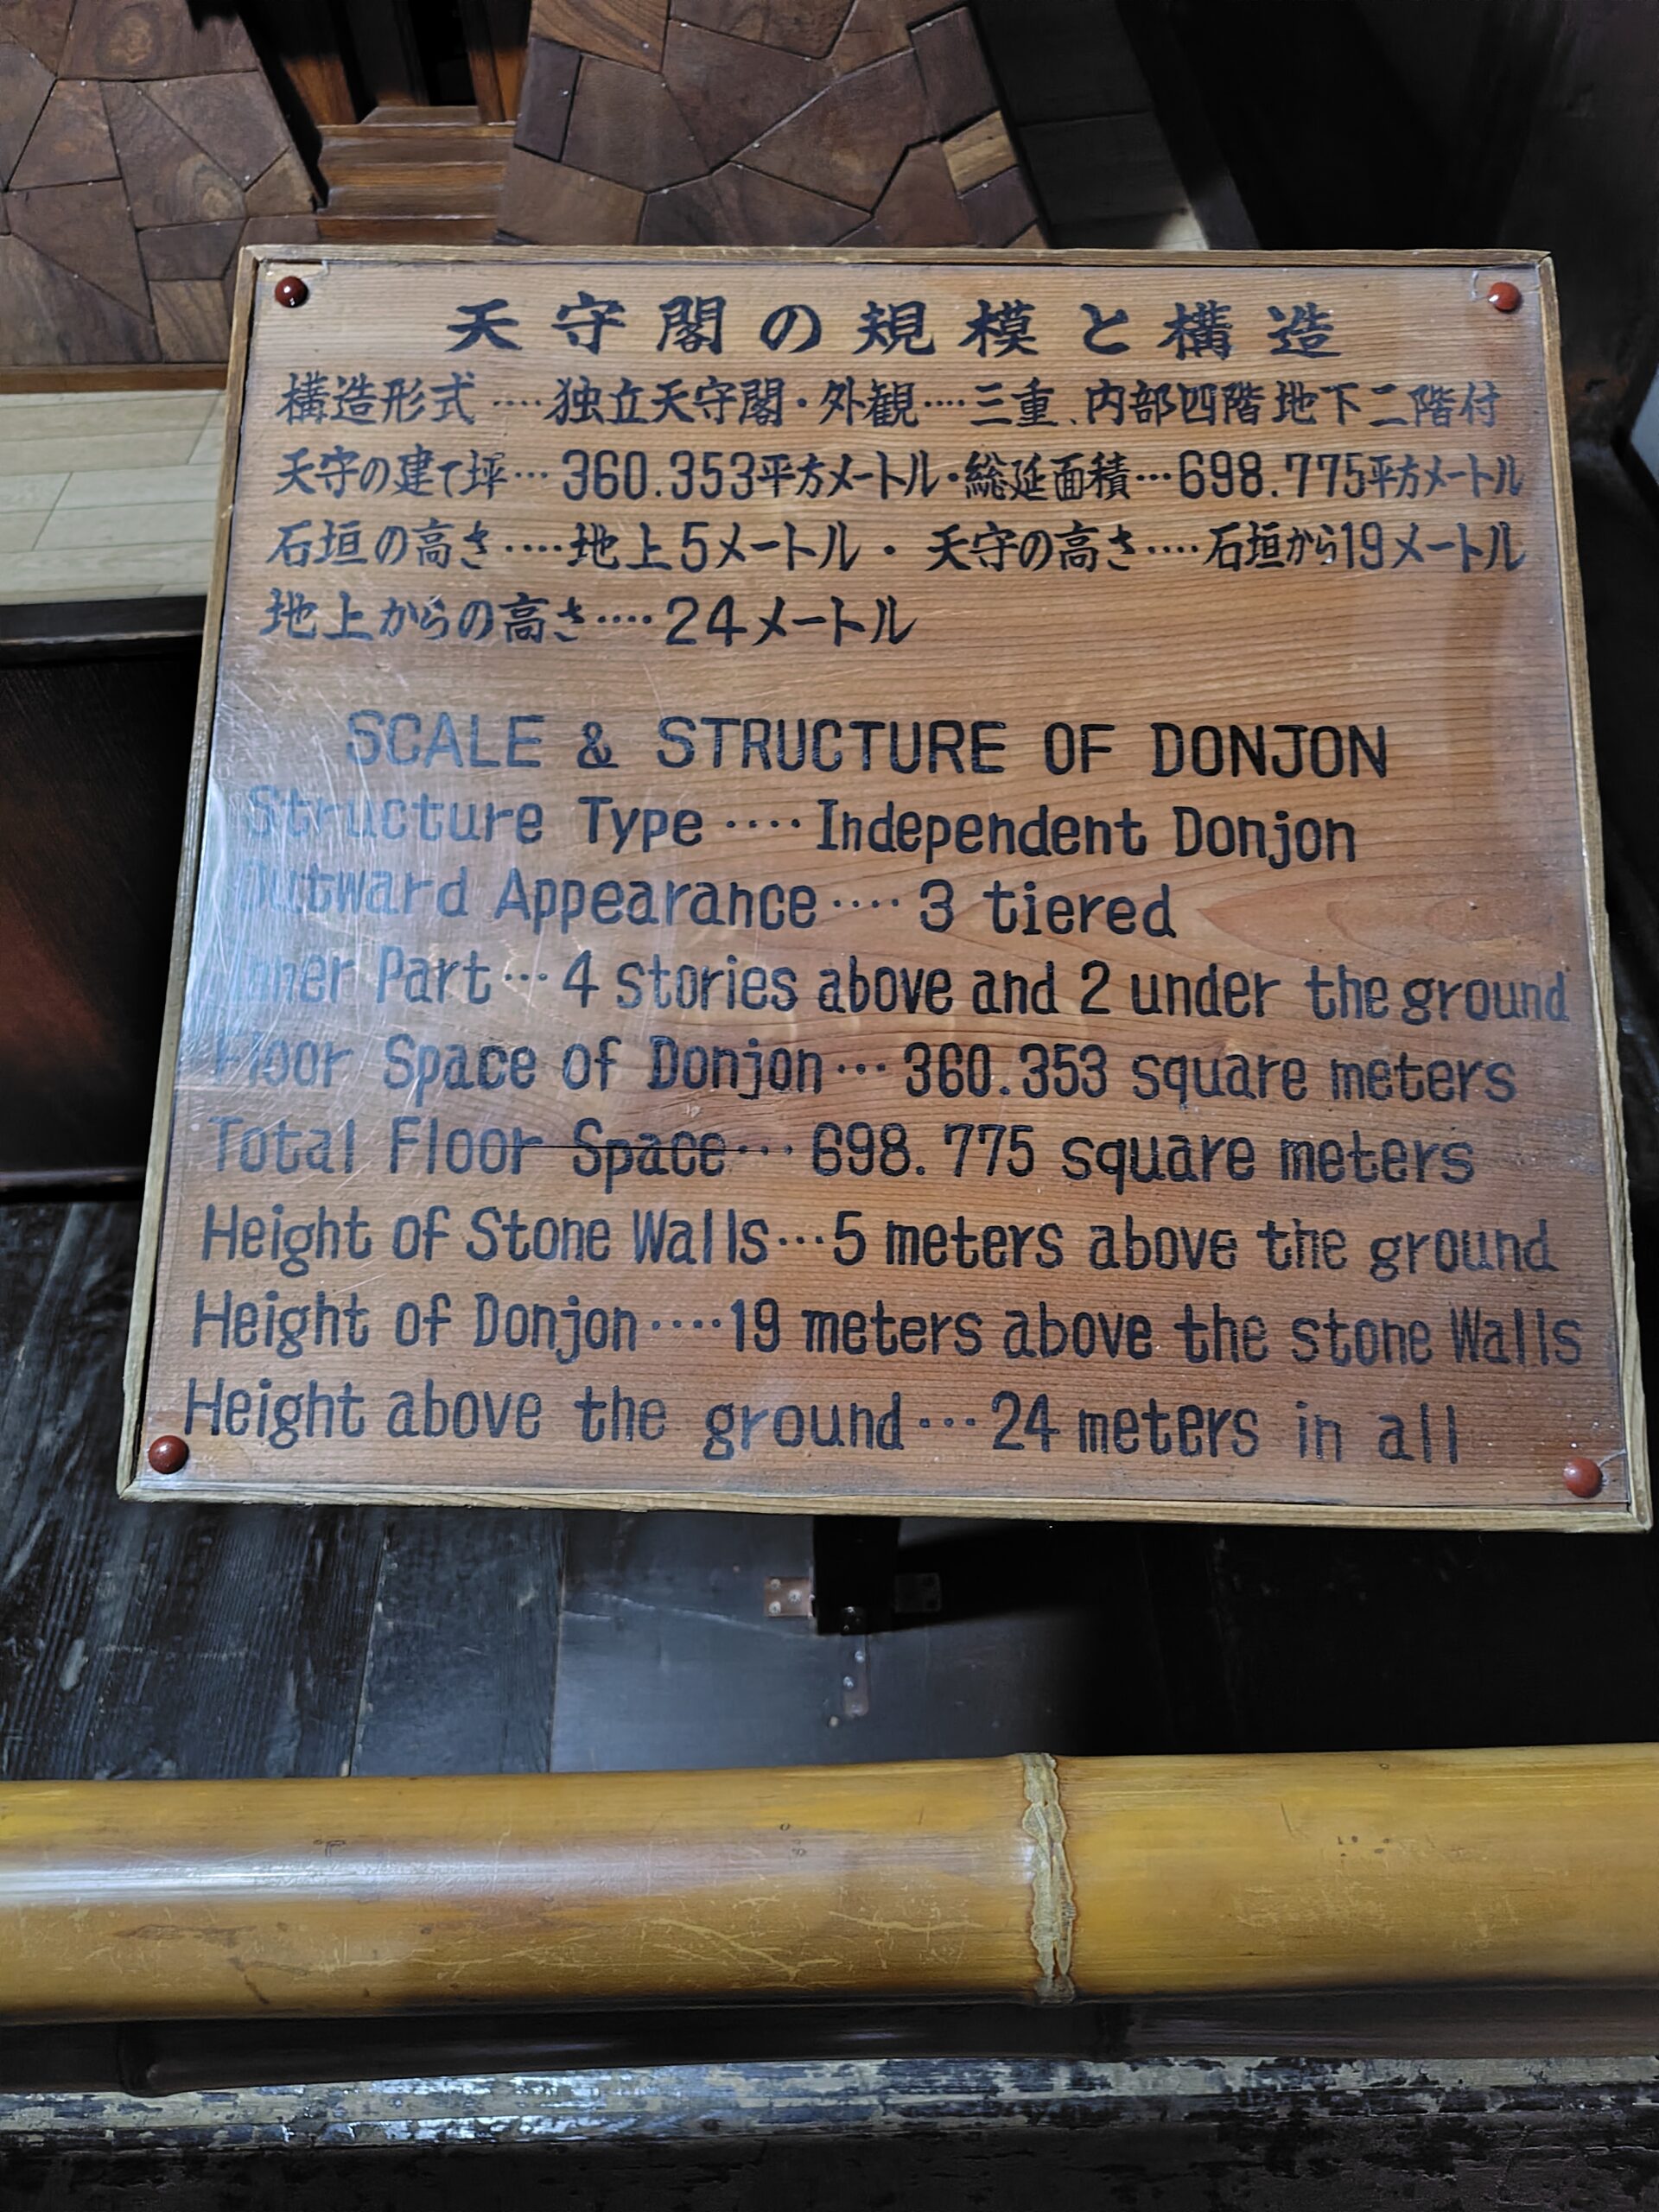 天守閣の規模と構造
構造形式‥‥独立天守閣・外観‥‥三重、内部四階地下二階付
天守の建て坪…360.353平方メートル・総延面積…698.775平方メートル
石垣の高さ‥‥地上5メートル・天守の高さ‥‥石垣から19メートル
地上からの高さ‥‥24メートル
SCALE & STRUCTURE OF DONJON
Structure Type ‥‥ Independent Donjon
Outward Appearance ‥‥ 3 tiered
Inner Part … 4 stories above and 2 under the ground
Floor Space of Donjon … 360.353 square meters
Total Floor Space … 698.775 square meters
Height of Stone Walls … 5 meters above the ground
Height of Donjon ‥‥ 19 meters above the stone Walls
Height above the ground … 24 meters in all